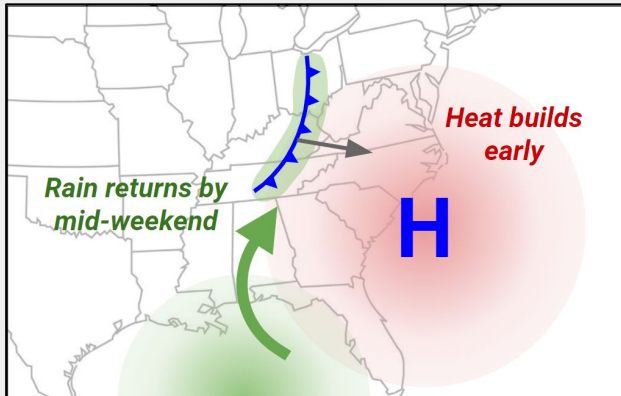 Heat builds
early
Rain returns by
mid-weekend
H